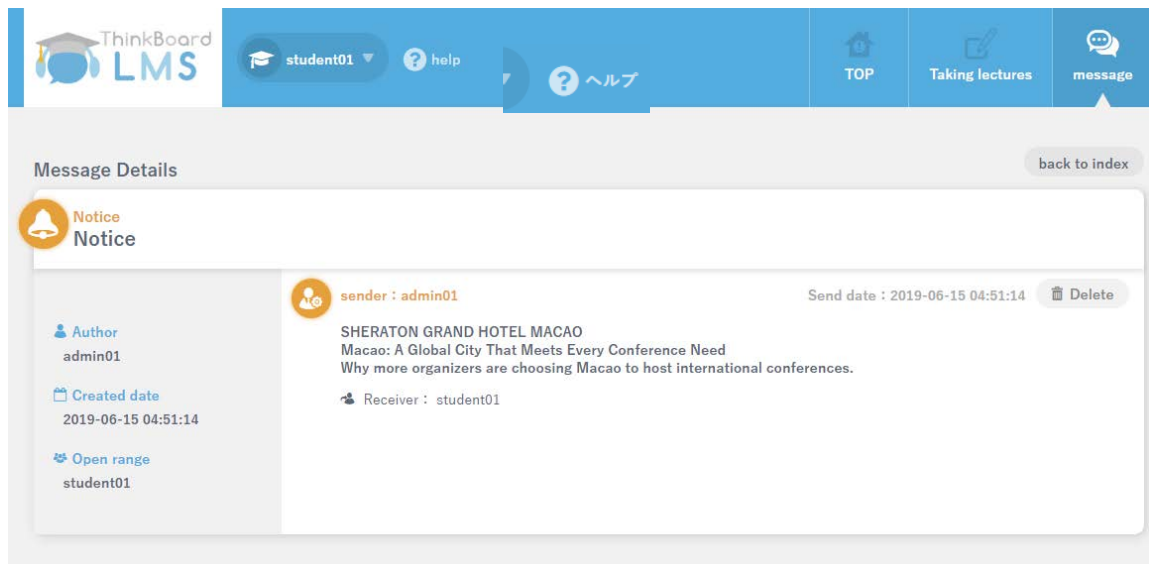 ThinkBoard
LMS
student01 ▼
help
ヘルプ
TOP
Taking lectures
message
Message Details
back to index
Notice
Notice
sender：admin01
Send date：2019-06-15 04:51:14
Delete
SHERATON GRAND HOTEL MACAO
Macao: A Global City That Meets Every Conference Need
Why more organizers are choosing Macao to host international conferences.
Receiver： student01
Author
admin01
Created date
2019-06-15 04:51:14
Open range
student01